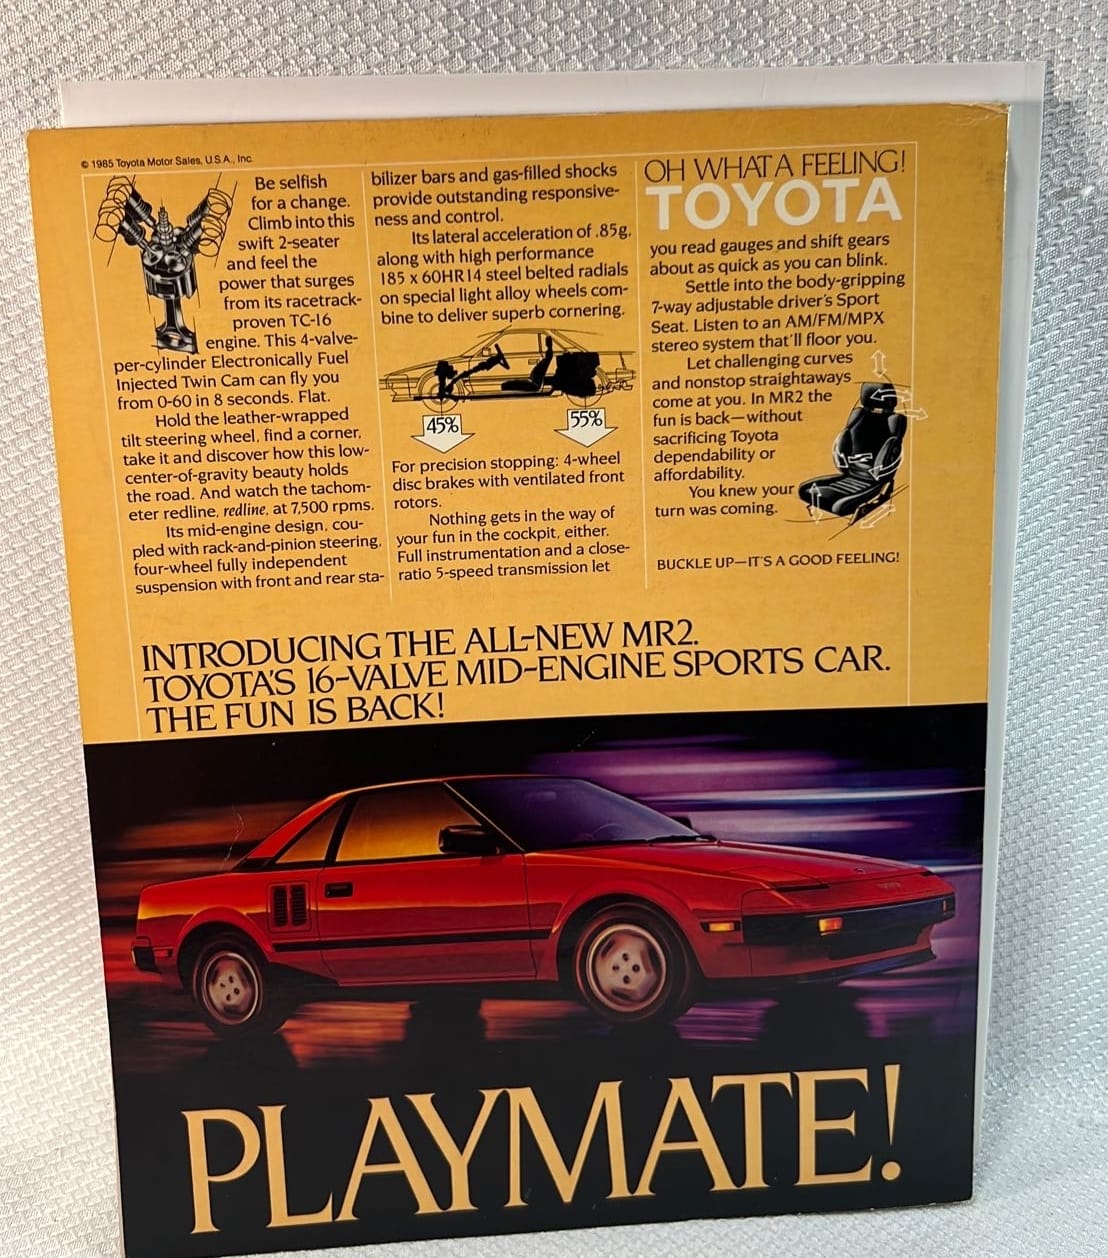 © 1985 Toyota Motor Sales, U.S.A., Inc.
Be selfish
for a change.
Climb into this
swift 2-seater
and feel the
power that surges
from its racetrack-
proven TC-16
engine. This 4-valve-
per-cylinder Electronically Fuel
Injected Twin Cam can fly you
from 0-60 in 8 seconds. Flat.
Hold the leather-wrapped
tilt steering wheel, find a corner,
take it and discover how this low-
center-of-gravity beauty holds
the road. And watch the tachom-
eter redline, redline, at 7,500 rpms.
Its mid-engine design, cou-
pled with rack-and-pinion steering,
four-wheel fully independent
suspension with front and rear sta-
bilizer bars and gas-filled shocks
provide outstanding responsive-
ness and control.
Its lateral acceleration of .85g,
along with high performance
185 x 60HR14 steel belted radials
on special light alloy wheels com-
bine to deliver superb cornering.
45%
55%
For precision stopping: 4-wheel
disc brakes with ventilated front
rotors.
Nothing gets in the way of
your fun in the cockpit, either.
Full instrumentation and a close-
ratio 5-speed transmission let
OH WHAT A FEELING!
TOYOTA
you read gauges and shift gears
about as quick as you can blink.
Settle into the body-gripping
7-way adjustable driver's Sport
Seat. Listen to an AM/FM/MPX
stereo system that'll floor you.
Let challenging curves
and nonstop straightaways
come at you. In MR2 the
fun is back—without
sacrificing Toyota
dependability or
affordability.
You knew your
turn was coming.
BUCKLE UP—IT'S A GOOD FEELING!
INTRODUCING THE ALL-NEW MR2.
TOYOTA'S 16-VALVE MID-ENGINE SPORTS CAR.
THE FUN IS BACK!
PLAYMATE!